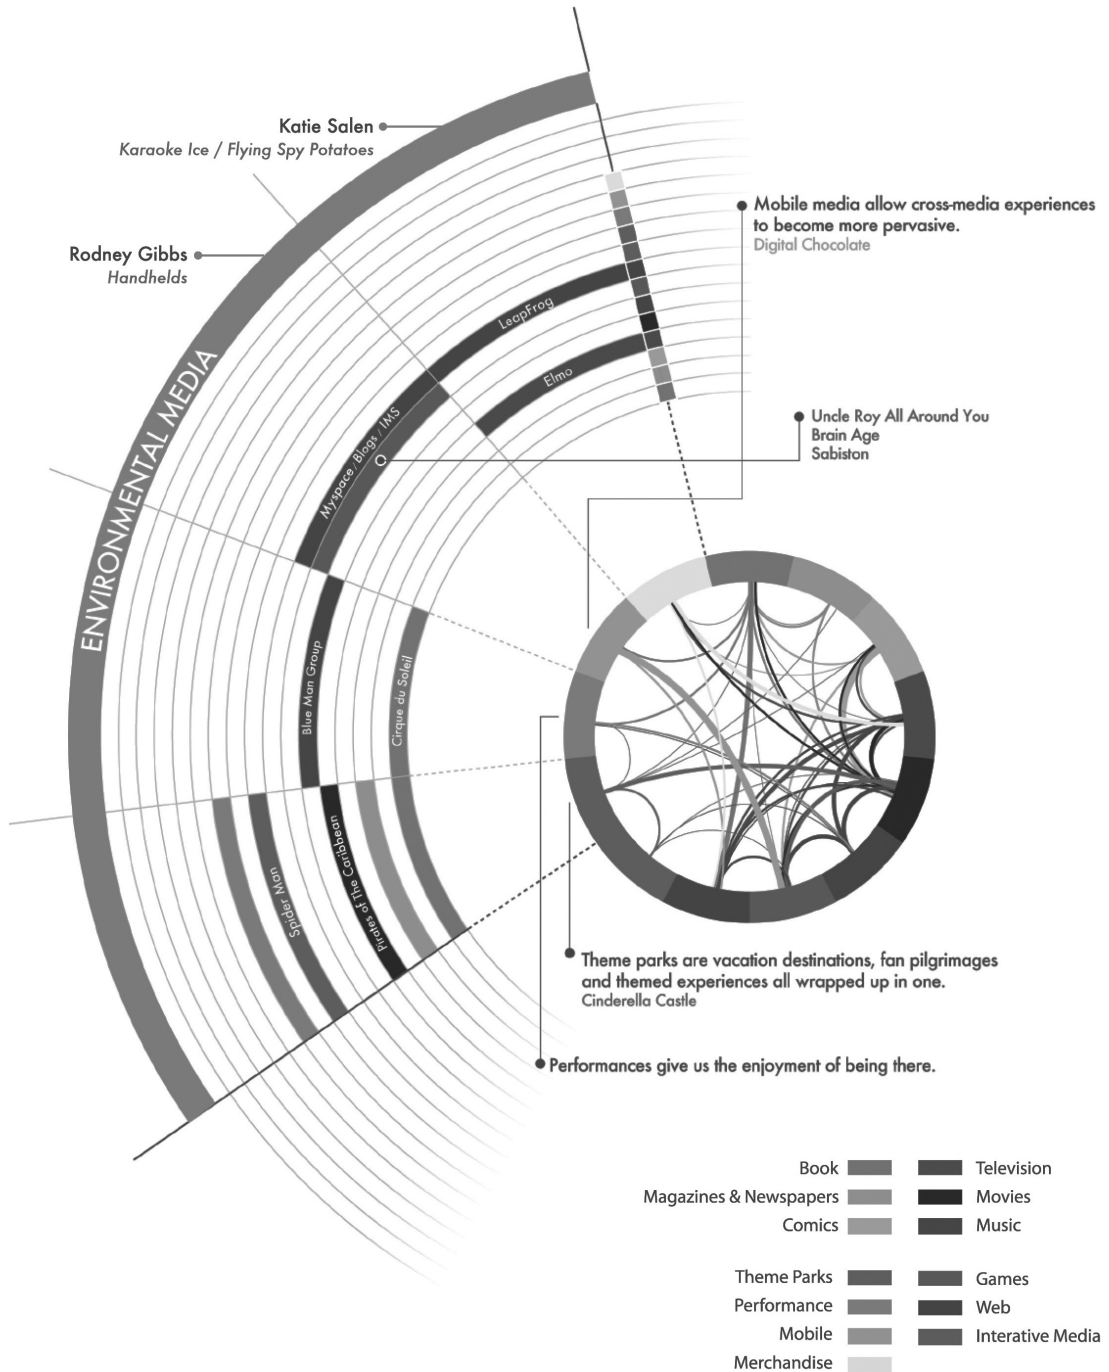 Katie Salen
Karaoke Ice / Flying Spy Potatoes
Rodney Gibbs
Handhelds
ENVIRONMENTAL MEDIA
Mobile media allow cross-media experiences
to become more pervasive.
Digital Chocolate
LeapFrog
Elmo
Myspace / Blogs / IMS
Uncle Roy All Around You
Brain Age
Sabiston
Blue Man Group
Cirque du Soleil
Spider Man
Pirates of The Caribbean
Theme parks are vacation destinations, fan pilgrimages
and themed experiences all wrapped up in one.
Cinderella Castle
Performances give us the enjoyment of being there.
Book
Television
Magazines & Newspapers
Movies
Comics
Music
Theme Parks
Games
Performance
Web
Mobile
Interative Media
Merchandise